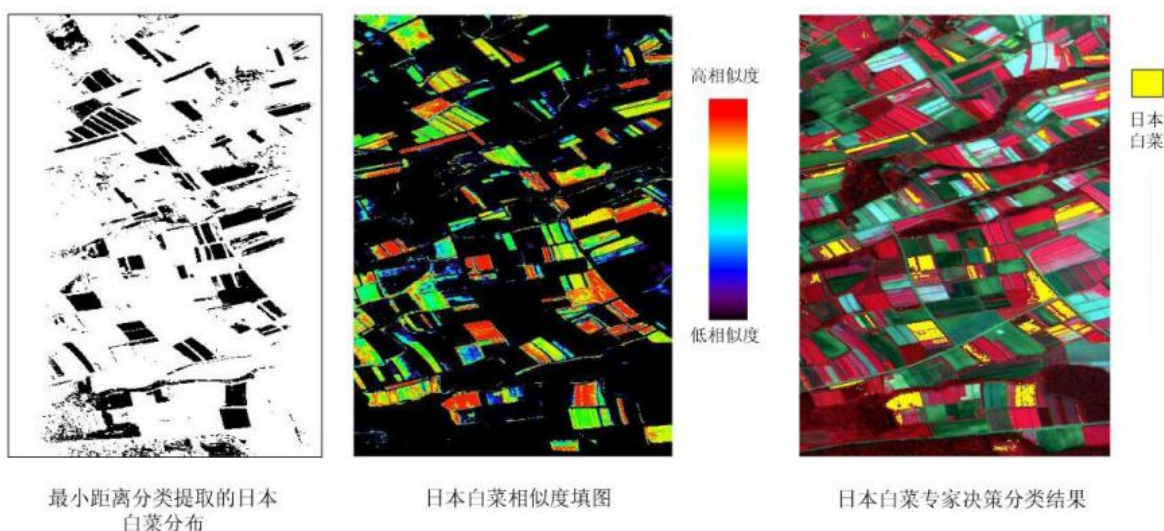 高相似度
低相似度
日本
白菜
最小距离分类提取的日本
白菜分布
日本白菜相似度填图
日本白菜专家决策分类结果